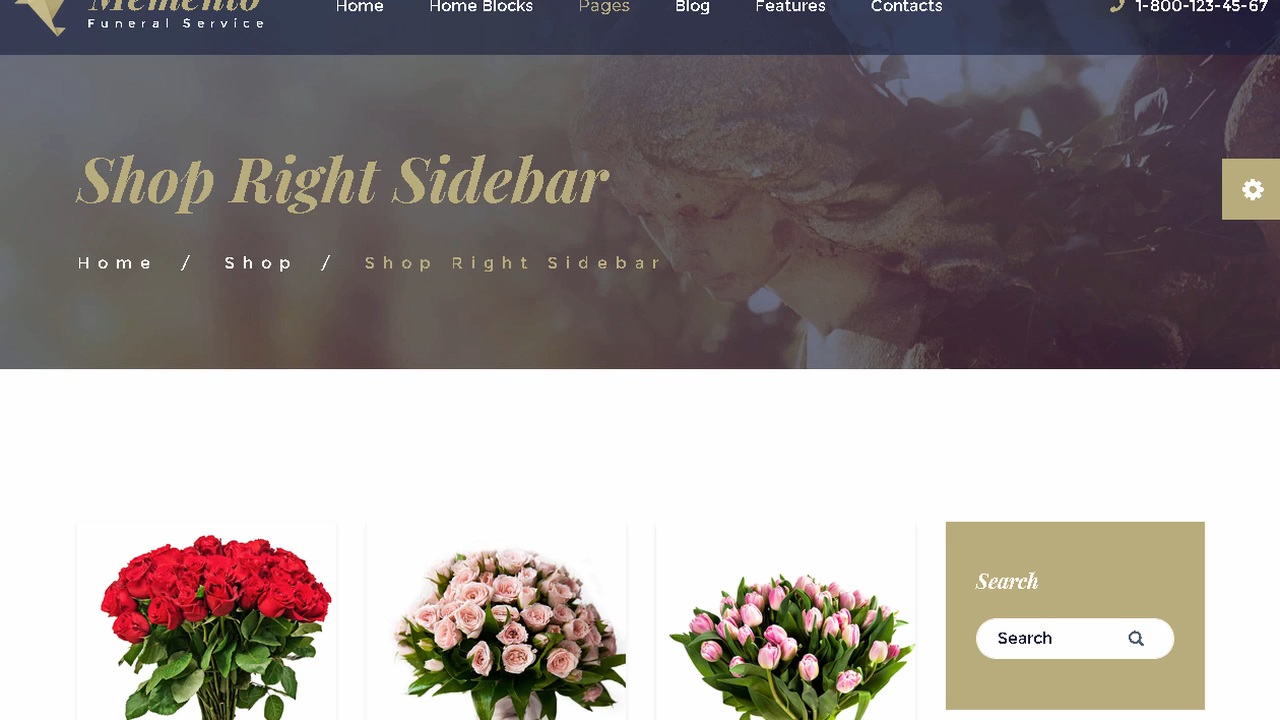 Memento
Funeral Service
Home
Home Blocks
Pages
Blog
Features
Contacts
1-800-123-45-67
Shop Right Sidebar
Home / Shop / Shop Right Sidebar
Search
Search